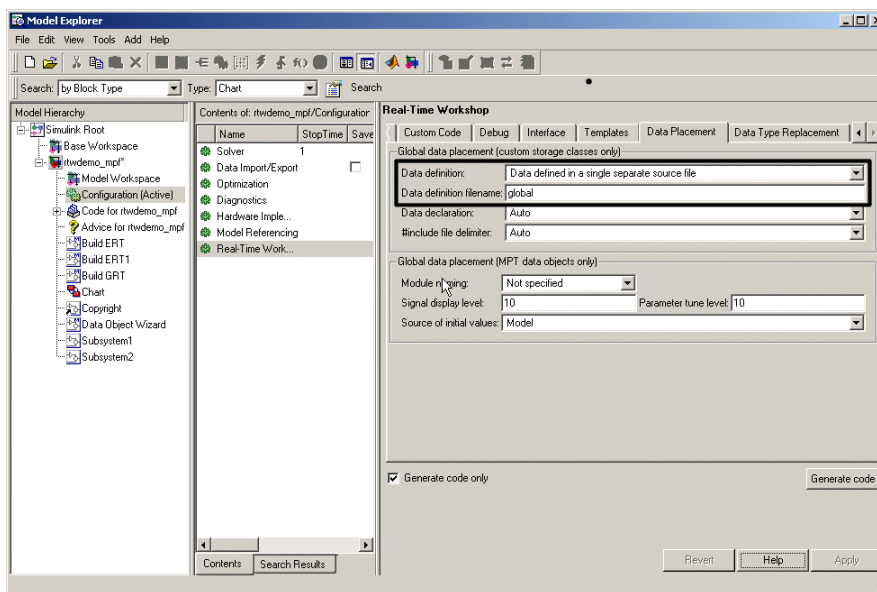 Model Explorer
File Edit View Tools Add Help
Search: by Block Type Type: Chart Search
Model Hierarchy
Simulink Root
Base Workspace
rtwdemo_mpf*
Model Workspace
Configuration (Active)
Code for rtwdemo_mpf
Advice for rtwdemo_mpf
Build ERT
Build ERT1
Build GRT
Chart
Copyright
Data Object Wizard
Subsystem1
Subsystem2
Contents of: rtwdemo_mpf/Configuration
Name StopTime Save
Solver 1
Data Import/Export
Optimization
Diagnostics
Hardware Imple...
Model Referencing
Real-Time Work...
Contents Search Results
Real-Time Workshop
Custom Code Debug Interface Templates Data Placement Data Type Replacement
Global data placement (custom storage classes only)
Data definition: Data defined in a single separate source file
Data definition filename: global
Data declaration: Auto
#include file delimiter: Auto
Global data placement (MPT data objects only)
Module naming: Not specified
Signal display level: 10 Parameter tune level: 10
Source of initial values: Model
Generate code only
Generate code
Revert Help Apply